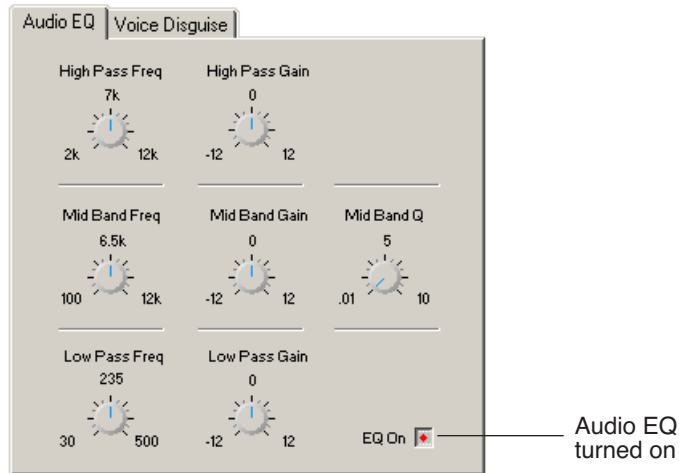 Audio EQ Voice Disguise
High Pass Freq High Pass Gain
7k 0
2k 12k -12 12
Mid Band Freq Mid Band Gain Mid Band Q
6.5k 0 5
100 12k -12 12 .01 10
Low Pass Freq Low Pass Gain
235 0
30 500 -12 12
EQ On
Audio EQ
turned on